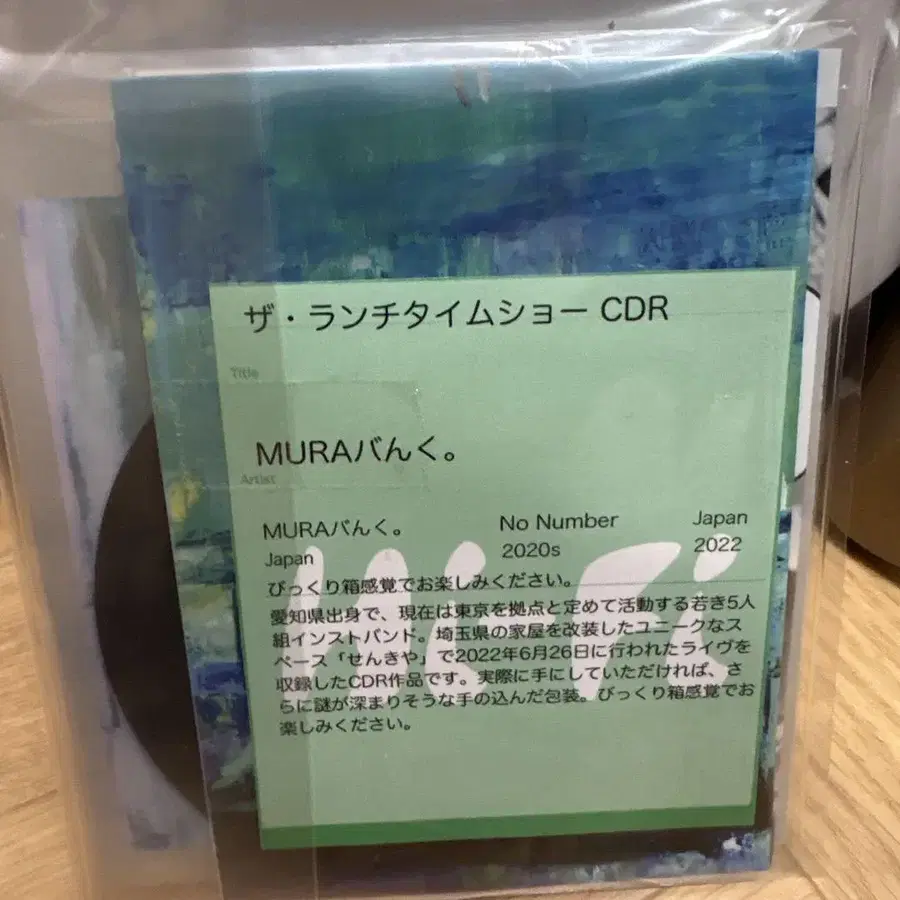 ザ・ランチタイムショー CDR
Title
MURAばんく。
Artist
MURAばんく。 No Number Japan
Japan 2020s 2022
びっくり箱感覚でお楽しみください。
愛知県出身で、現在は東京を拠点と定めて活動する若き5人
組インストバンド。埼玉県の家屋を改装したユニークなス
ペース「せんきや」で2022年6月26日に行われたライヴを
収録したCDR作品です。実際に手にしていただければ、さ
らに謎が深まりそうな手の込んだ包装。びっくり箱感覚でお
楽しみください。
Hi-Fi